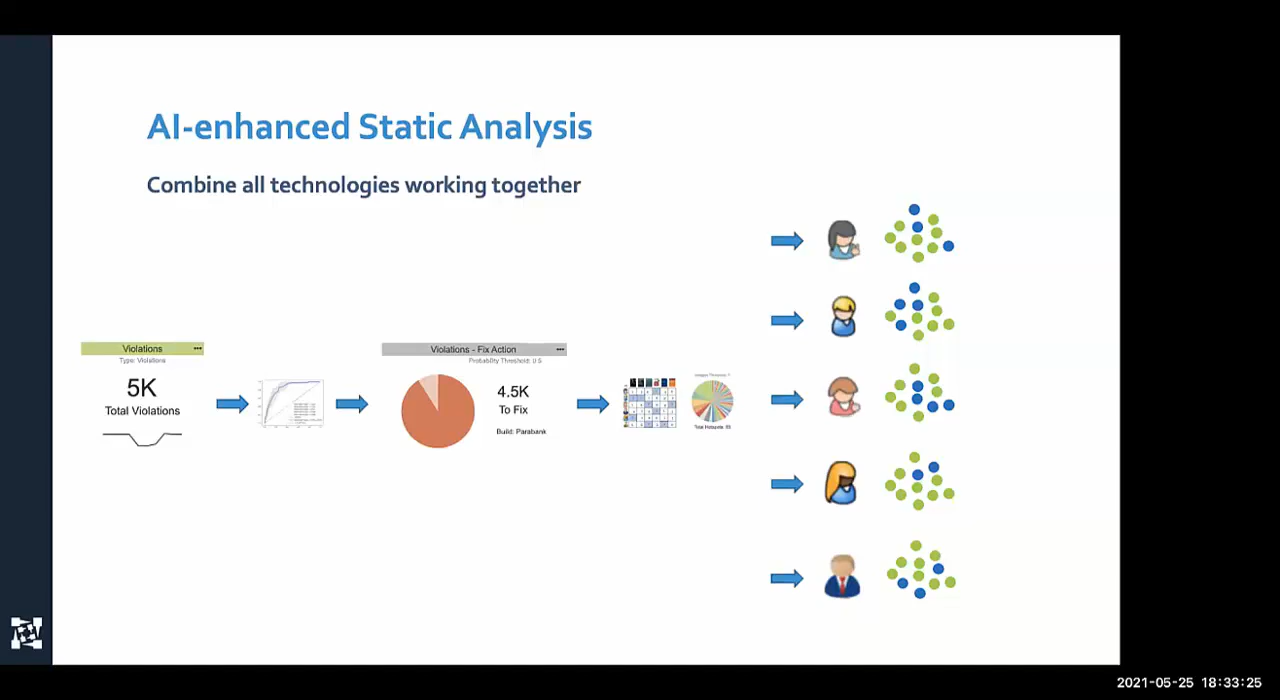 AI-enhanced Static Analysis
Combine all technologies working together
Violations
Type: Violations
5K
Total Violations
Violations - Fix Action
Probability Threshold: 0.5
4.5K
To Fix
Build: Parabank
2021-05-25 18:33:25